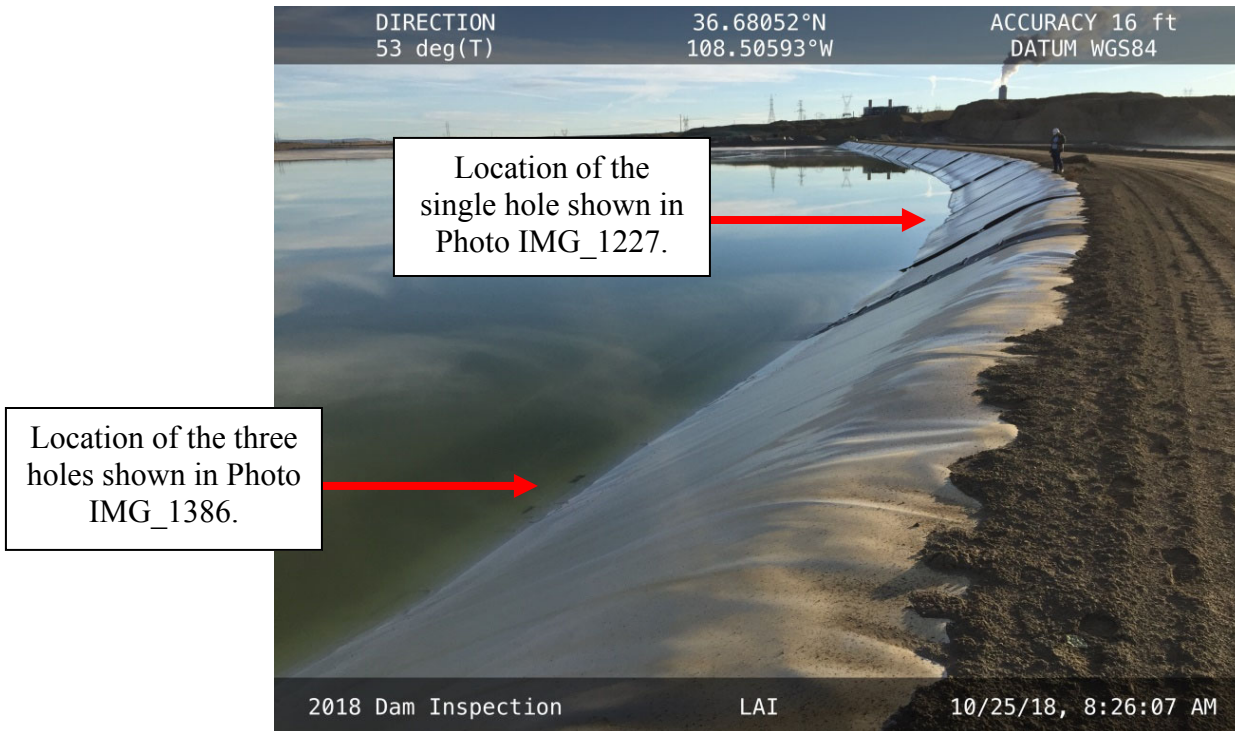 DIRECTION
53 deg(T)
36.68052°N
108.50593°W
ACCURACY 16 ft
DATUM WGS84
Location of the
single hole shown in
Photo IMG_1227.
Location of the three
holes shown in Photo
IMG_1386.
2018 Dam Inspection
LAI
10/25/18, 8:26:07 AM